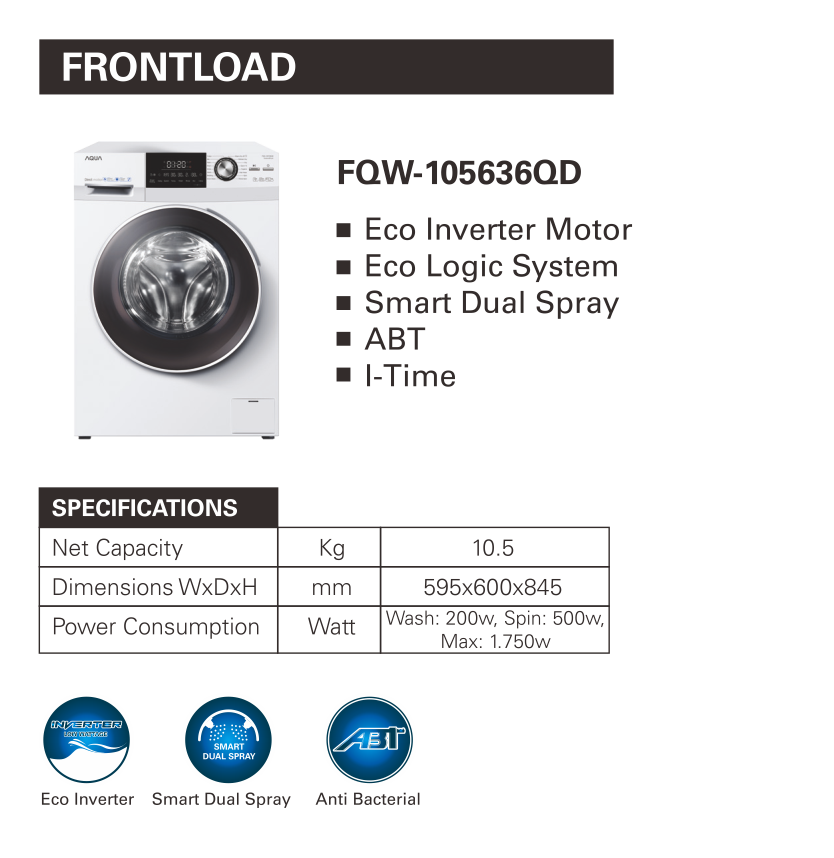 FRONTLOAD
AQUA
01:20
FQW-105636QD
■ Eco Inverter Motor
■ Eco Logic System
■ Smart Dual Spray
■ ABT
■ I-Time
SPECIFICATIONS
Net Capacity Kg 10.5
Dimensions WxDxH mm 595x600x845
Power Consumption Watt Wash: 200w, Spin: 500w,
Max: 1.750w
INVERTER
LOW WATTAGE
SMART
DUAL SPRAY
ABT
Eco Inverter Smart Dual Spray Anti Bacterial